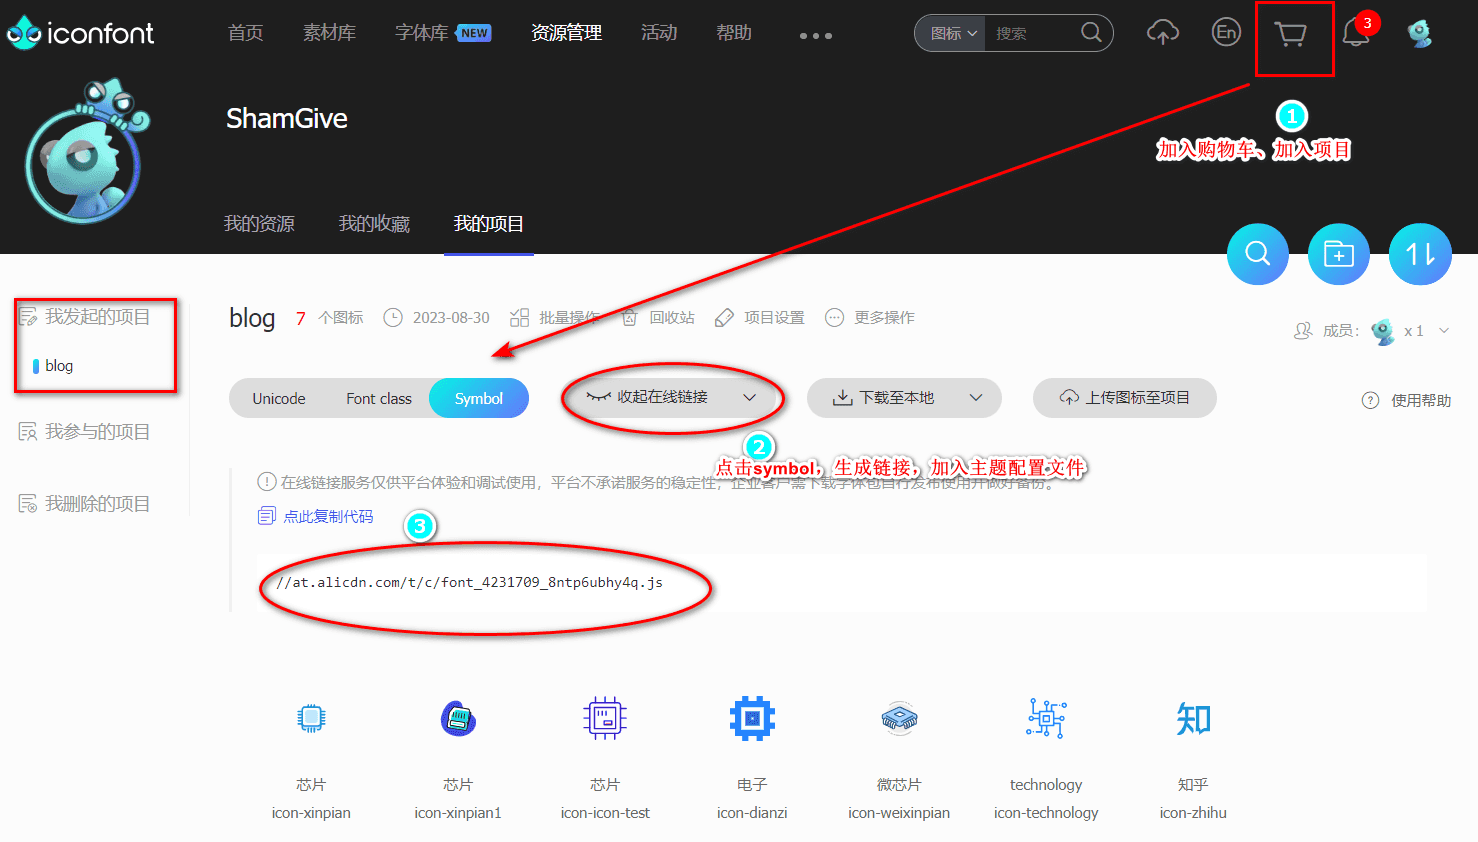 iconfont 首页 素材库 字体库 NEW 资源管理 活动 帮助 图标 搜索 En 3
ShamGive
1
加入购物车、加入项目
我的资源 我的收藏 我的项目
我发起的项目
blog
我参与的项目
我删除的项目
blog 7 个图标 2023-08-30 批量操作 回收站 项目设置 更多操作
成员： x 1
Unicode Font class Symbol 收起在线链接 下载至本地 上传图标至项目 使用帮助
2
点击symbol，生成链接，加入主题配置文件
在线链接服务仅供平台体验和调试使用，平台不承诺服务的稳定性，企业客户需下载字体包自行发布使用并做好备份。
点此复制代码
3
//at.alicdn.com/t/c/font_4231709_8ntp6ubhy4q.js
知
芯片 芯片 芯片 电子 微芯片 technology 知乎
icon-xinpian icon-xinpian1 icon-icon-test icon-dianzi icon-weixinpian icon-technology icon-zhihu